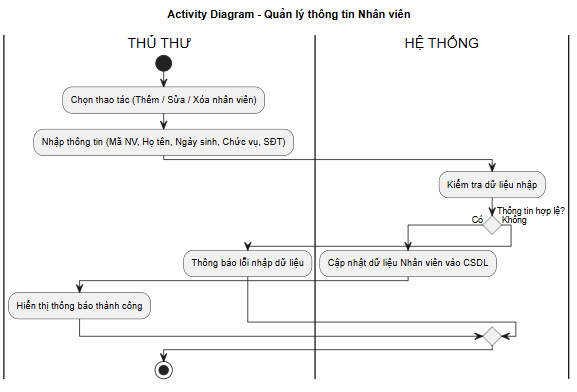 Activity Diagram - Quản lý thông tin Nhân viên
THỦ THƯ
HỆ THỐNG
Chọn thao tác (Thêm / Sửa / Xóa nhân viên)
Nhập thông tin (Mã NV, Họ tên, Ngày sinh, Chức vụ, SĐT)
Kiểm tra dữ liệu nhập
Thông tin hợp lệ?
Có
Không
Thông báo lỗi nhập dữ liệu
Cập nhật dữ liệu Nhân viên vào CSDL
Hiển thị thông báo thành công